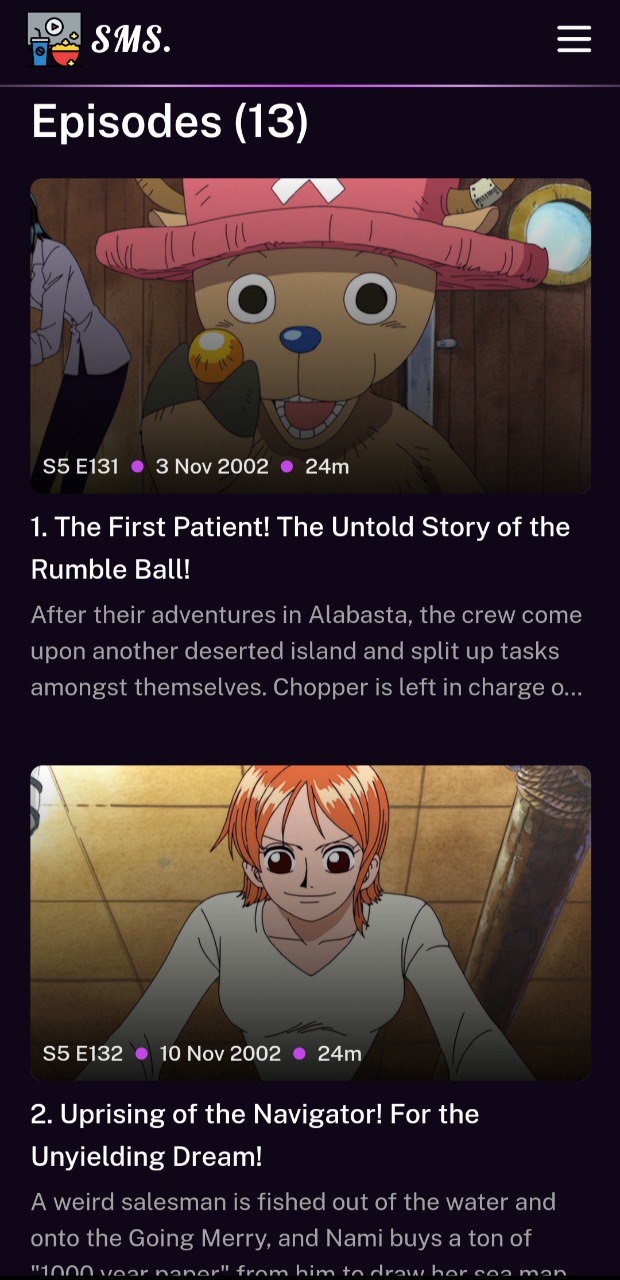 SMS.
Episodes (13)
S5 E131 ● 3 Nov 2002 ● 24m
1. The First Patient! The Untold Story of the
Rumble Ball!
After their adventures in Alabasta, the crew come
upon another deserted island and split up tasks
amongst themselves. Chopper is left in charge o...
S5 E132 ● 10 Nov 2002 ● 24m
2. Uprising of the Navigator! For the
Unyielding Dream!
A weird salesman is fished out of the water and
onto the Going Merry, and Nami buys a ton of
"1000 year paper" from him to draw her sea map